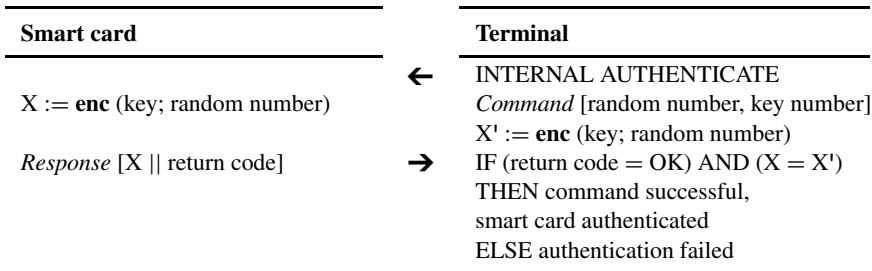 Smart card Terminal
← INTERNAL AUTHENTICATE
X := enc (key; random number) Command [random number, key number]
X' := enc (key; random number)
Response [X || return code] → IF (return code = OK) AND (X = X')
THEN command successful,
smart card authenticated
ELSE authentication failed